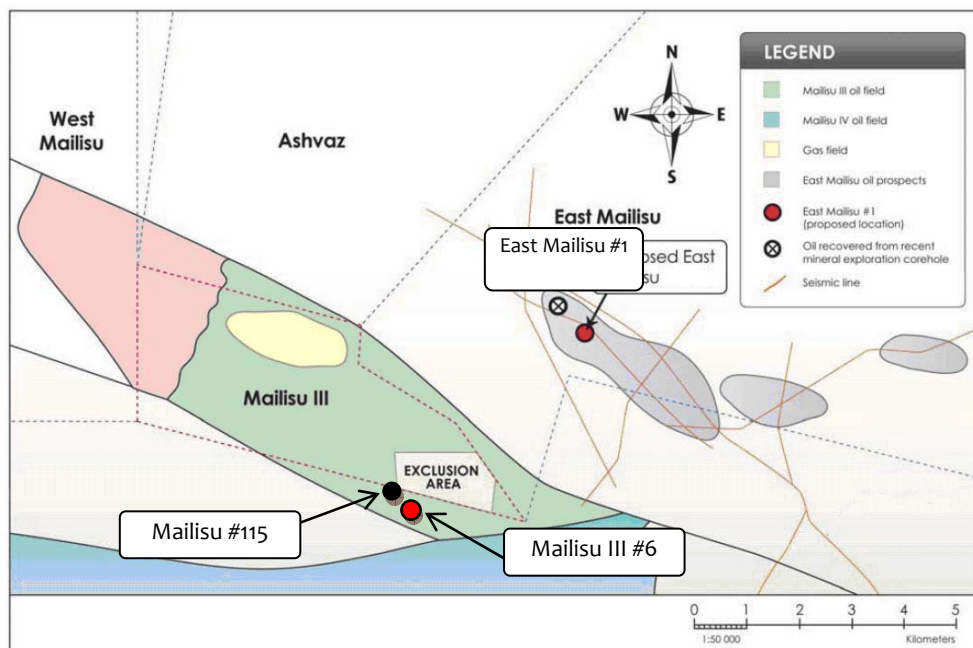 West
Mailisu
Ashvaz
N
W
E
S
East Mailisu
East Mailisu #1
osed East
su
Mailisu III
EXCLUSION
AREA
Mailisu #115
Mailisu III #6
LEGEND
Mailisu III oil field
Mailisu IV oil field
Gas field
East Mailisu oil prospects
East Mailisu #1
(proposed location)
Oil recovered from recent
mineral exploration corehole
Seismic line
0 1 2 3 4 5
1:50 000
Kilometers